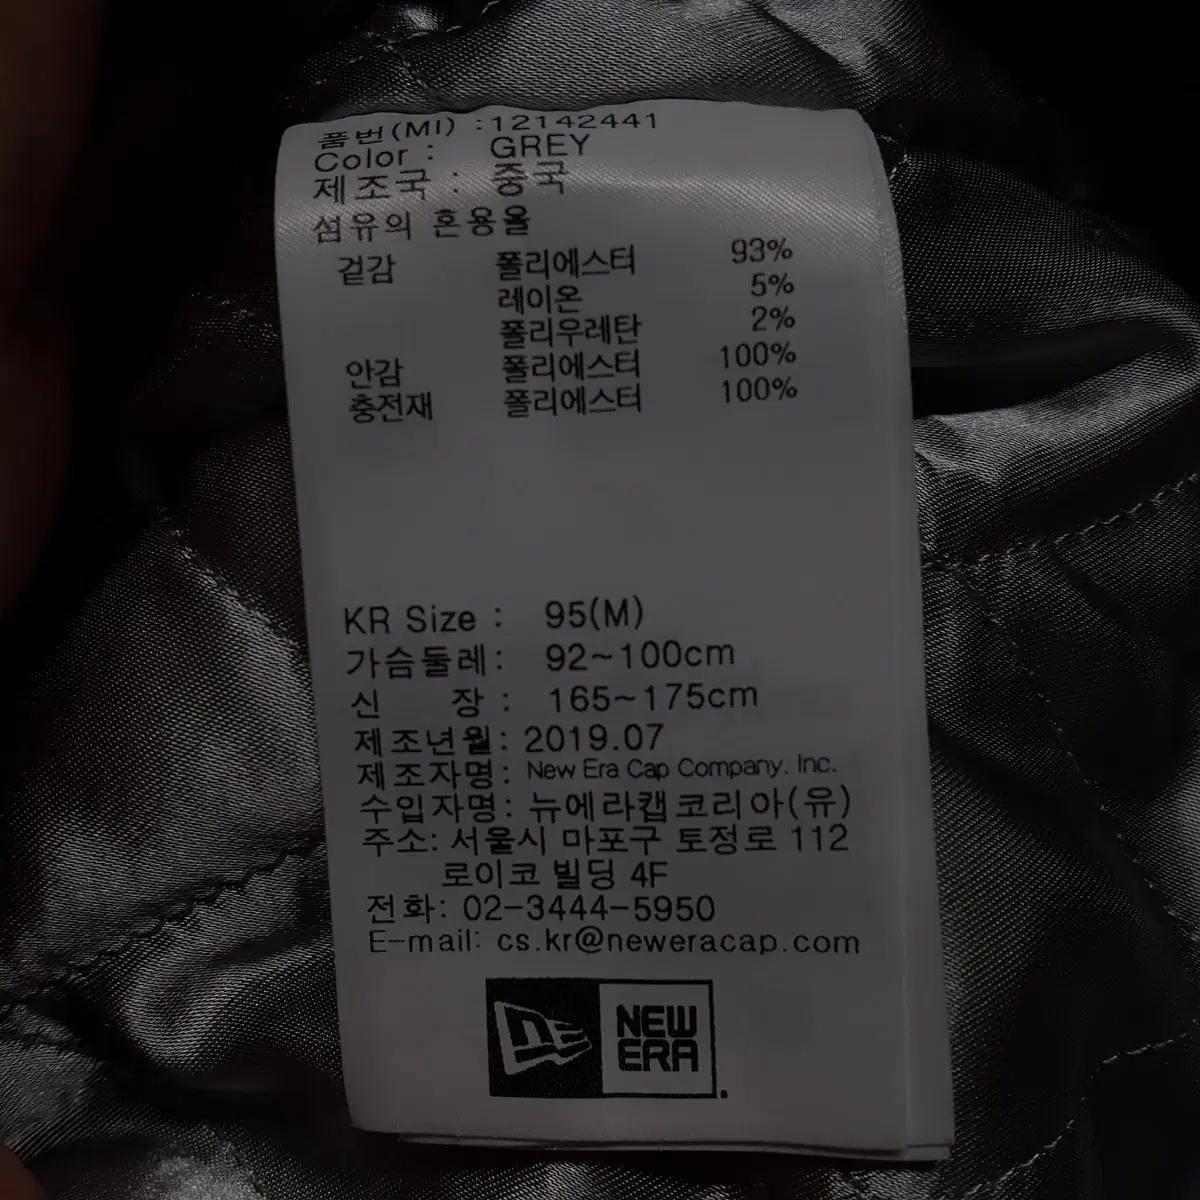 품번(MI) :12142441
Color : GREY
제조국 : 중국
섬유의 혼용율
겉감 폴리에스터 93%
레이온 5%
폴리우레탄 2%
안감 폴리에스터 100%
충전재 폴리에스터 100%
KR Size : 95(M)
가슴둘레: 92~100cm
신 장 : 165~175cm
제조년월: 2019.07
제조자명: New Era Cap Company. Inc.
수입자명: 뉴에라캡코리아(유)
주소: 서울시 마포구 토정로 112
로이코 빌딩 4F
전화: 02-3444-5950
E-mail: cs.kr@neweracap.com
NE NEW
ERA